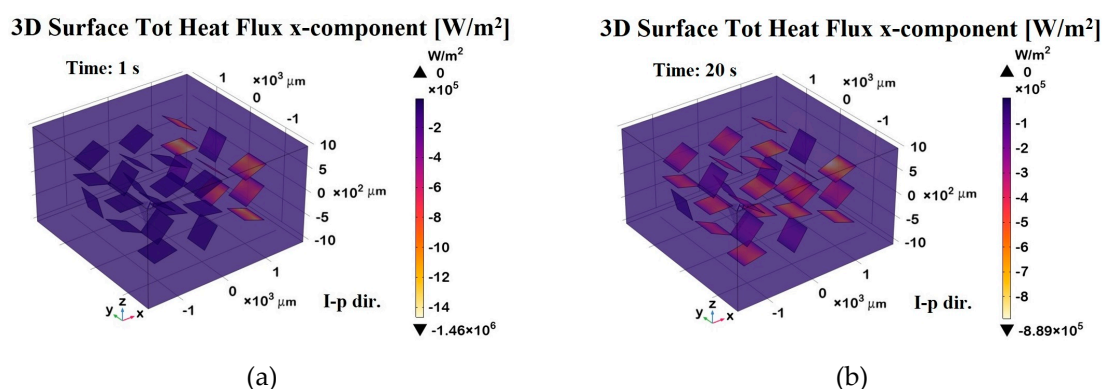 3D Surface Tot Heat Flux x-component [W/m²]
Time: 1 s
W/m²
▲ 0
×10⁵
-2
-4
-6
-8
-10
-12
-14
▼ -1.46×10⁶
1
0
-1
×10³ μm
10
5
0
-5
-10
×10² μm
-1
0
1
×10³ μm
I-p dir.
y z x
(a)
3D Surface Tot Heat Flux x-component [W/m²]
Time: 20 s
W/m²
▲ 0
×10⁵
-1
-2
-3
-4
-5
-6
-7
-8
▼ -8.89×10⁵
1
0
-1
×10³ μm
10
5
0
-5
-10
×10² μm
-1
0
1
×10³ μm
I-p dir.
y z x
(b)